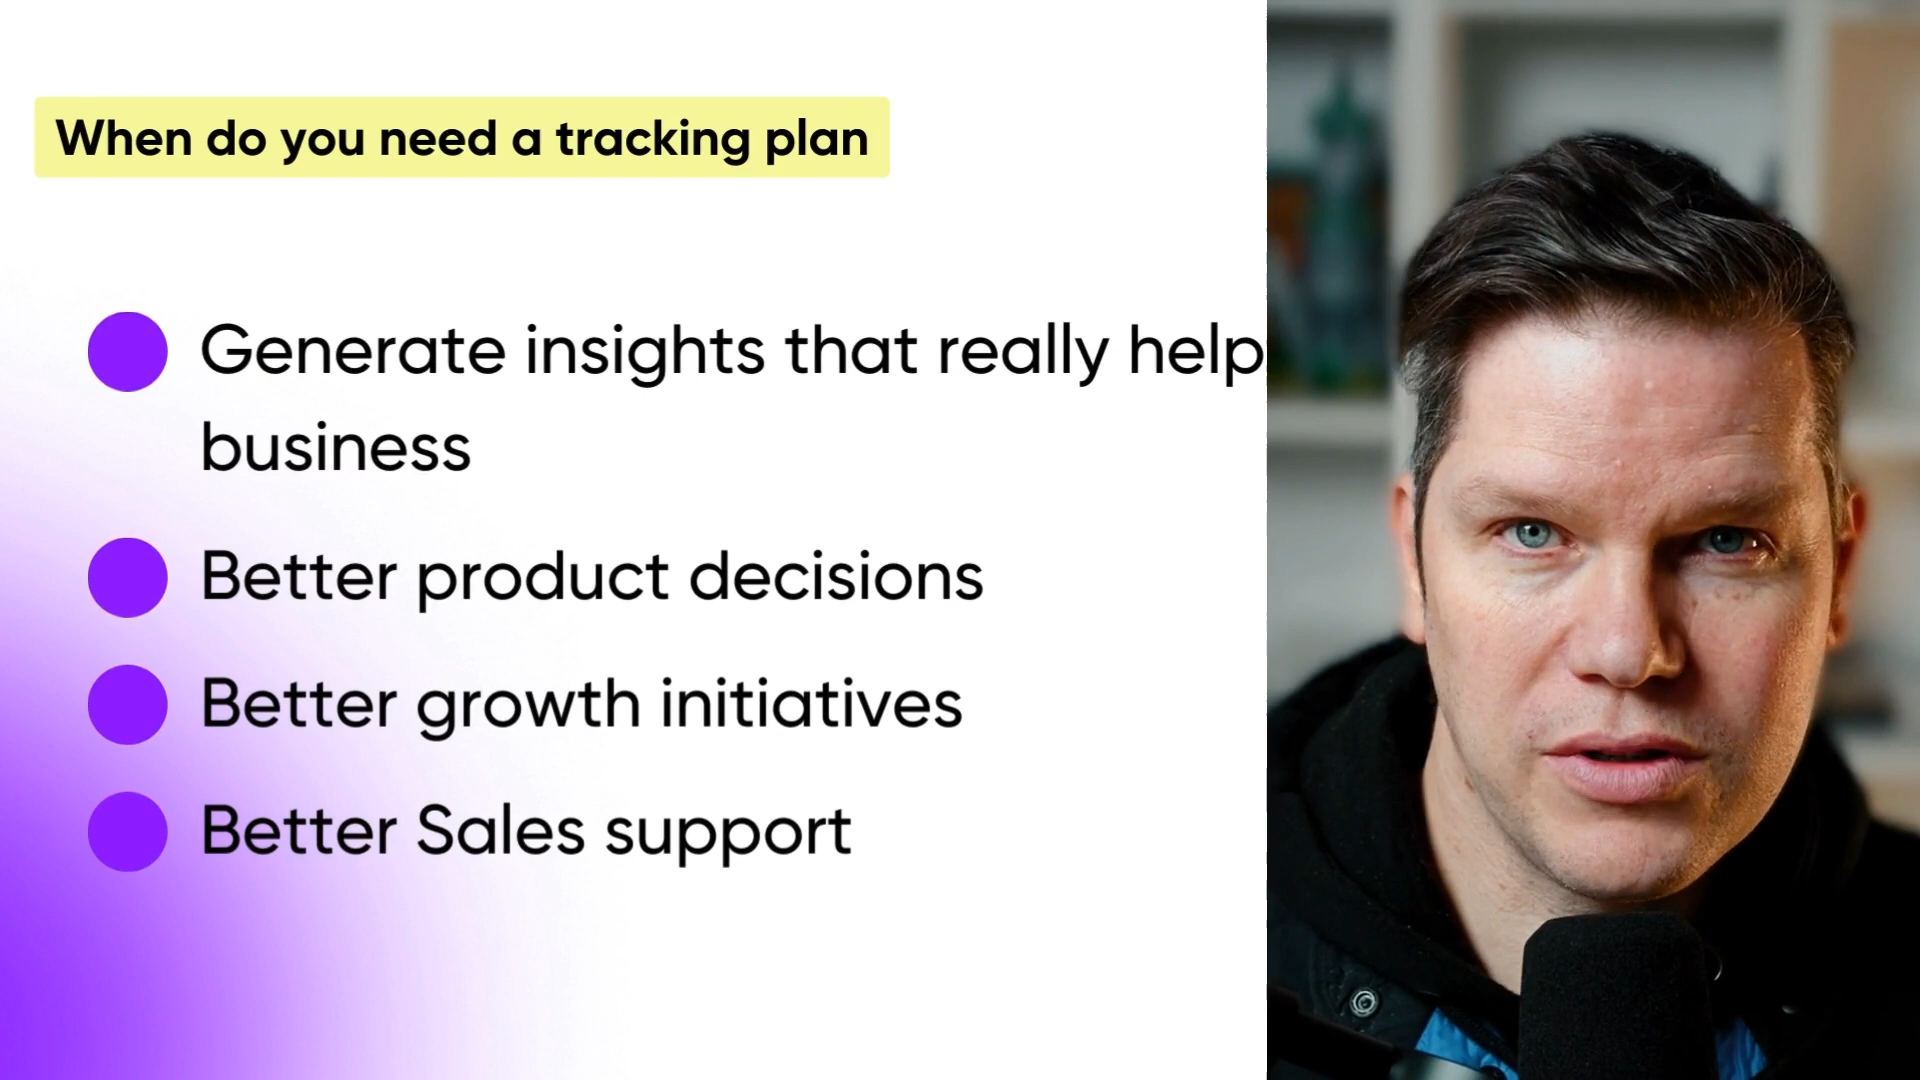 When do you need a tracking plan
Generate insights that really help
business
Better product decisions
Better growth initiatives
Better Sales support